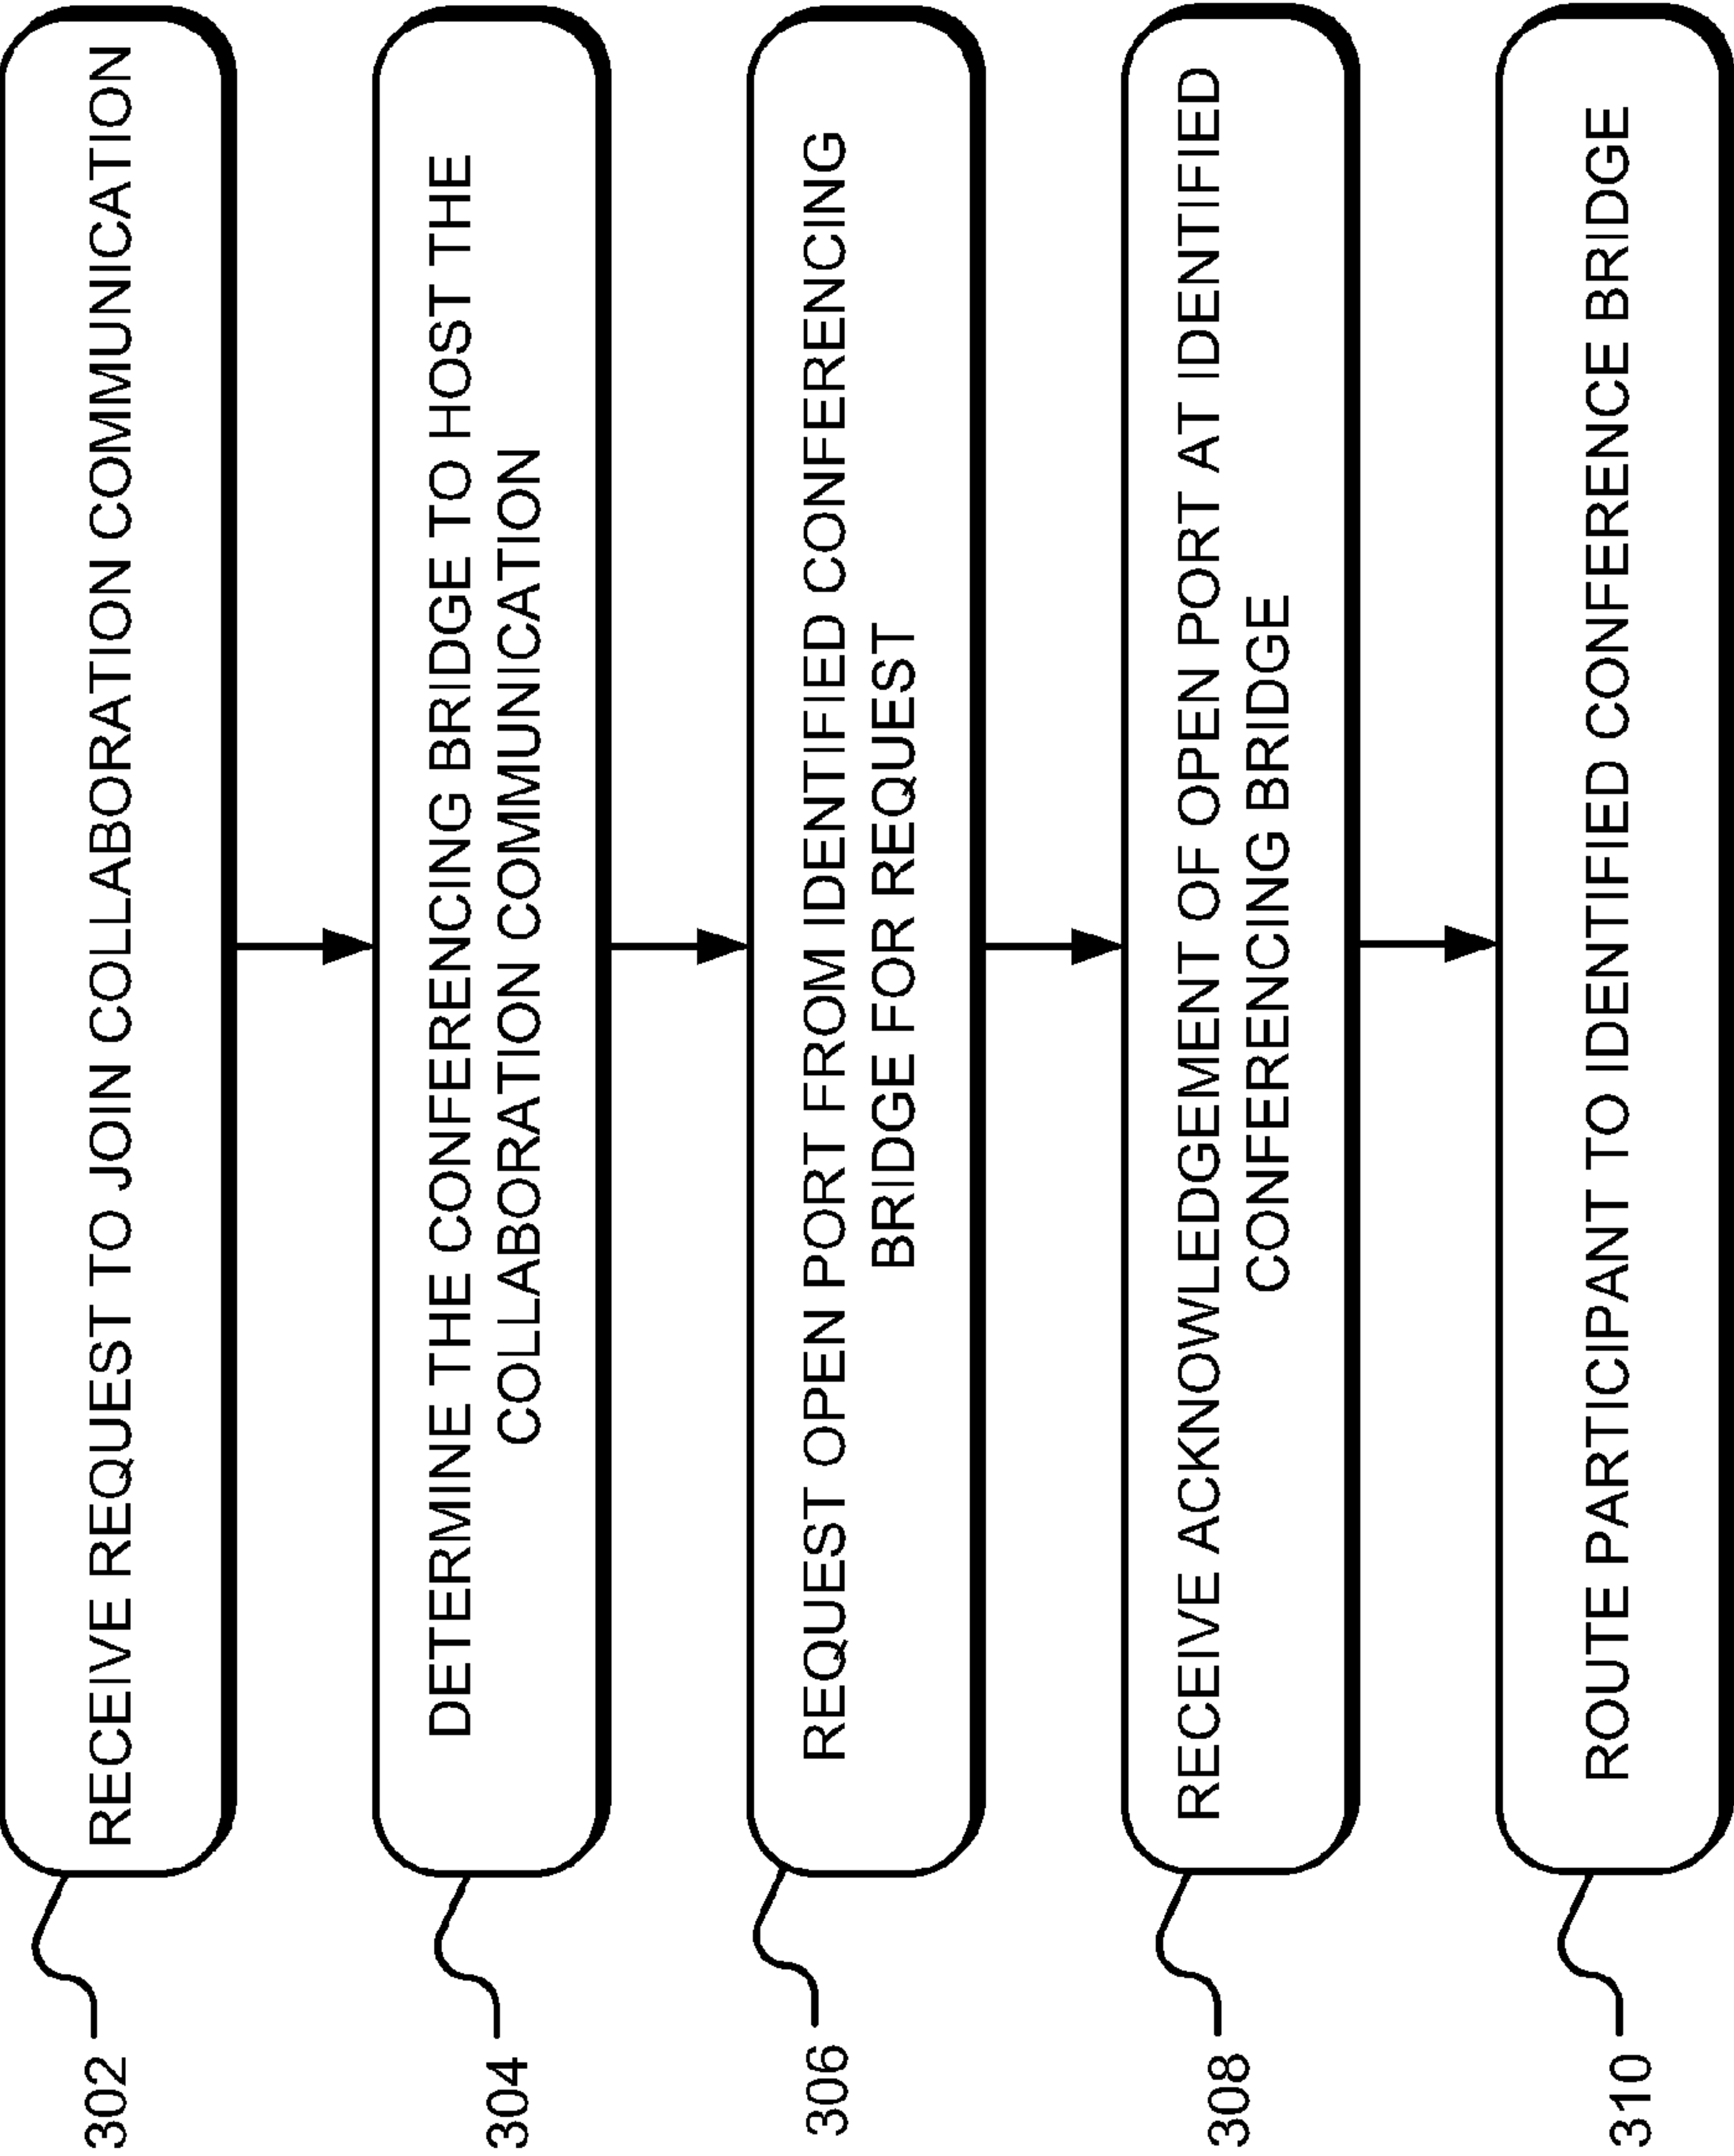 302
RECEIVE REQUEST TO JOIN COLLABORATION COMMUNICATION
304
DETERMINE THE CONFERENCING BRIDGE TO HOST THE
COLLABORATION COMMUNICATION
306
REQUEST OPEN PORT FROM IDENTIFIED CONFERENCING
BRIDGE FOR REQUEST
308
RECEIVE ACKNOWLEDGEMENT OF OPEN PORT AT IDENTIFIED
CONFERENCING BRIDGE
310
ROUTE PARTICIPANT TO IDENTIFIED CONFERENCE BRIDGE